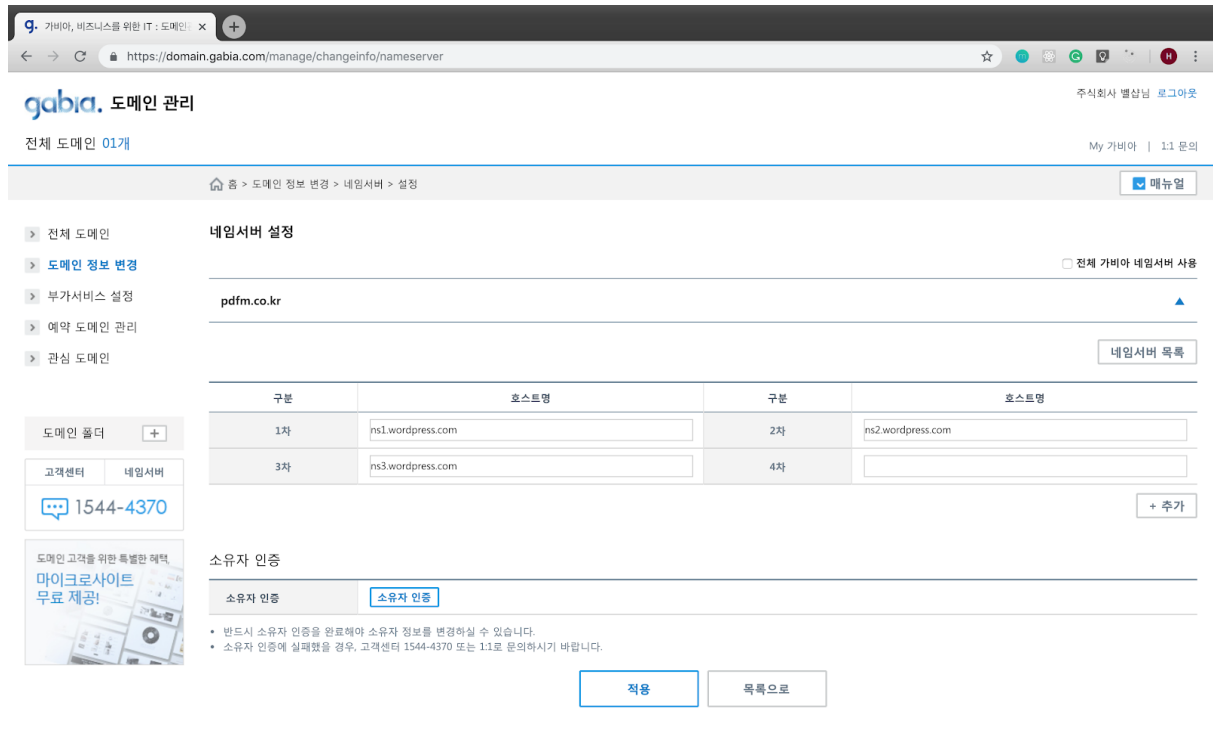 g. 가비아, 비즈니스를 위한 IT : 도메인
https://domain.gabia.com/manage/changeinfo/nameserver
H
gabia. 도메인 관리
주식회사 밸샵님 로그아웃
전체 도메인 01개
My 가비아 | 1:1 문의
홈 > 도메인 정보 변경 > 네임서버 > 설정
매뉴얼
전체 도메인
도메인 정보 변경
부가서비스 설정
예약 도메인 관리
관심 도메인
도메인 폴더 +
고객센터 네임서버
1544-4370
도메인 고객을 위한 특별한 혜택,
마이크로사이트
무료 제공!
네임서버 설정
전체 가비아 네임서버 사용
pdfm.co.kr
네임서버 목록
구분 호스트명 구분 호스트명
1차 ns1.wordpress.com 2차 ns2.wordpress.com
3차 ns3.wordpress.com 4차
+ 추가
소유자 인증
소유자 인증 소유자 인증
• 반드시 소유자 인증을 완료해야 소유자 정보를 변경하실 수 있습니다.
• 소유자 인증에 실패했을 경우, 고객센터 1544-4370 또는 1:1로 문의하시기 바랍니다.
적용 목록으로